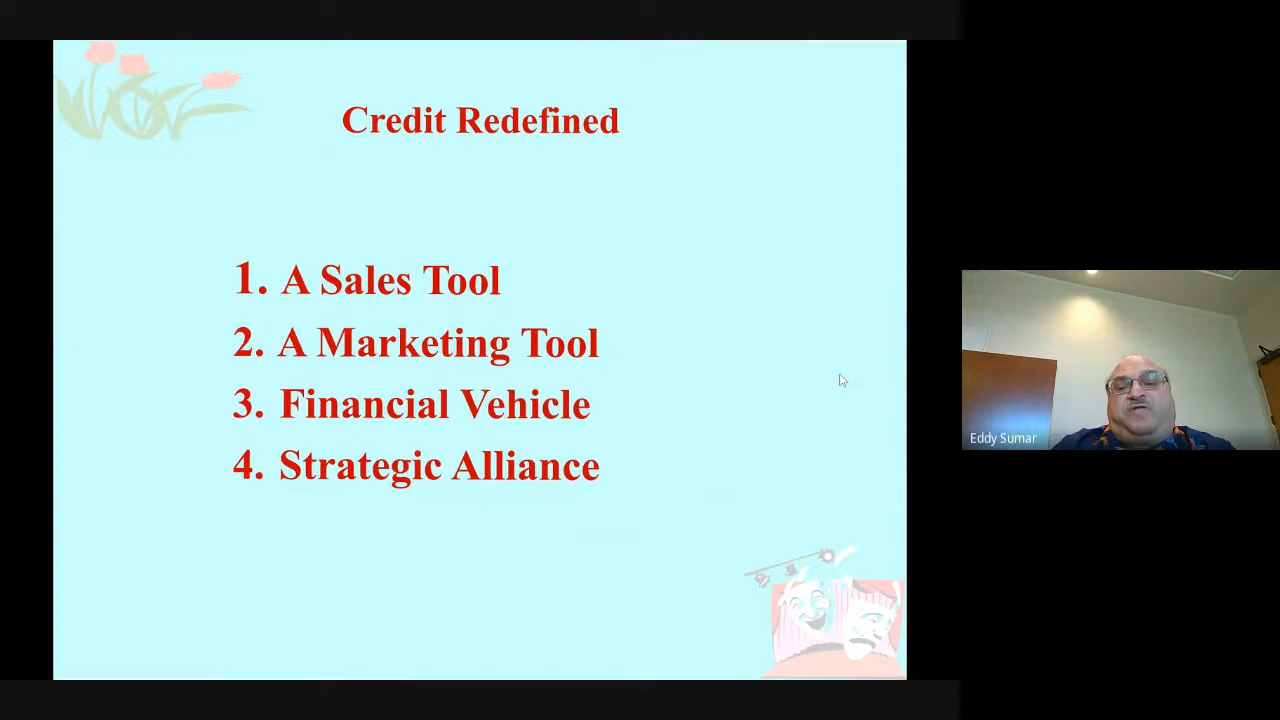 Credit Redefined
1. A Sales Tool
2. A Marketing Tool
3. Financial Vehicle
4. Strategic Alliance
Eddy Sumar